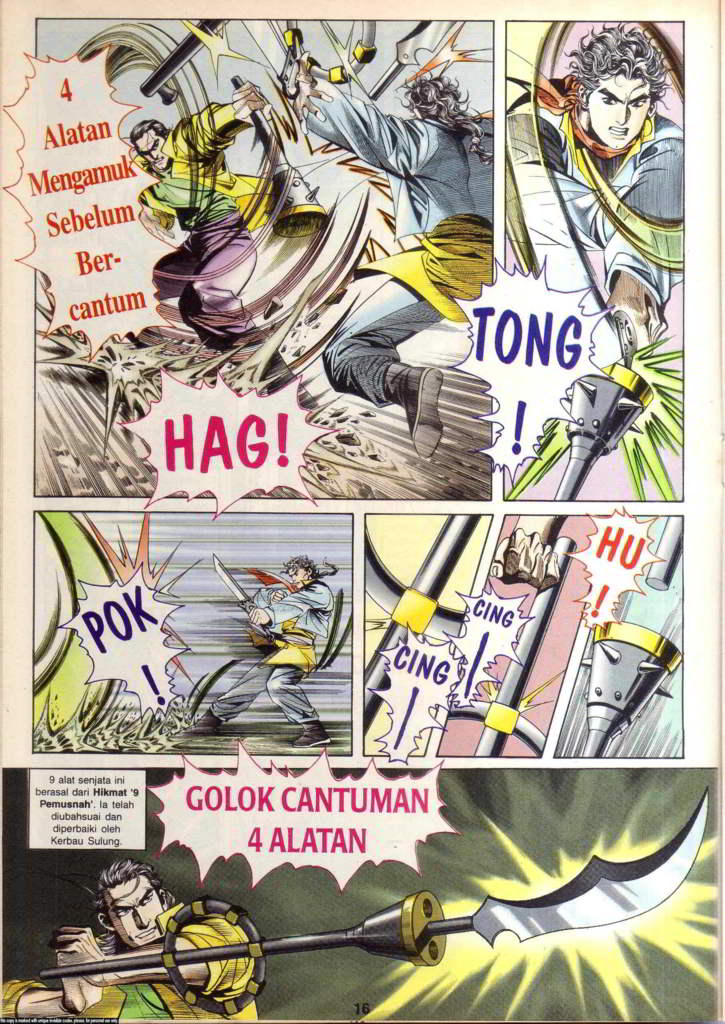 4
Alatan
Mengamuk
Sebelum
Ber-
cantum
HAG!
TONG
!
POK
!
CING
!
CING
!
HU
!
9 alat senjata ini
berasal dari Hikmat '9
Pemusnah'. Ia telah
diubahsuai dan
diperbaiki oleh
Kerbau Sulung.
GOLOK CANTUMAN
4 ALATAN
16